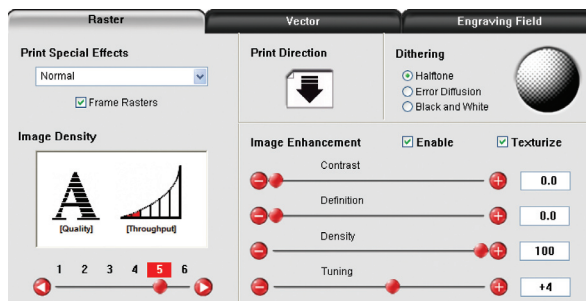 Raster
Vector
Engraving Field
Print Special Effects
Normal
Frame Rasters
Image Density
[Quality]
[Throughput]
1 2 3 4 5 6
Print Direction
Dithering
Halftone
Error Diffusion
Black and White
Image Enhancement
Enable
Texturize
Contrast
0.0
Definition
0.0
Density
100
Tuning
+4